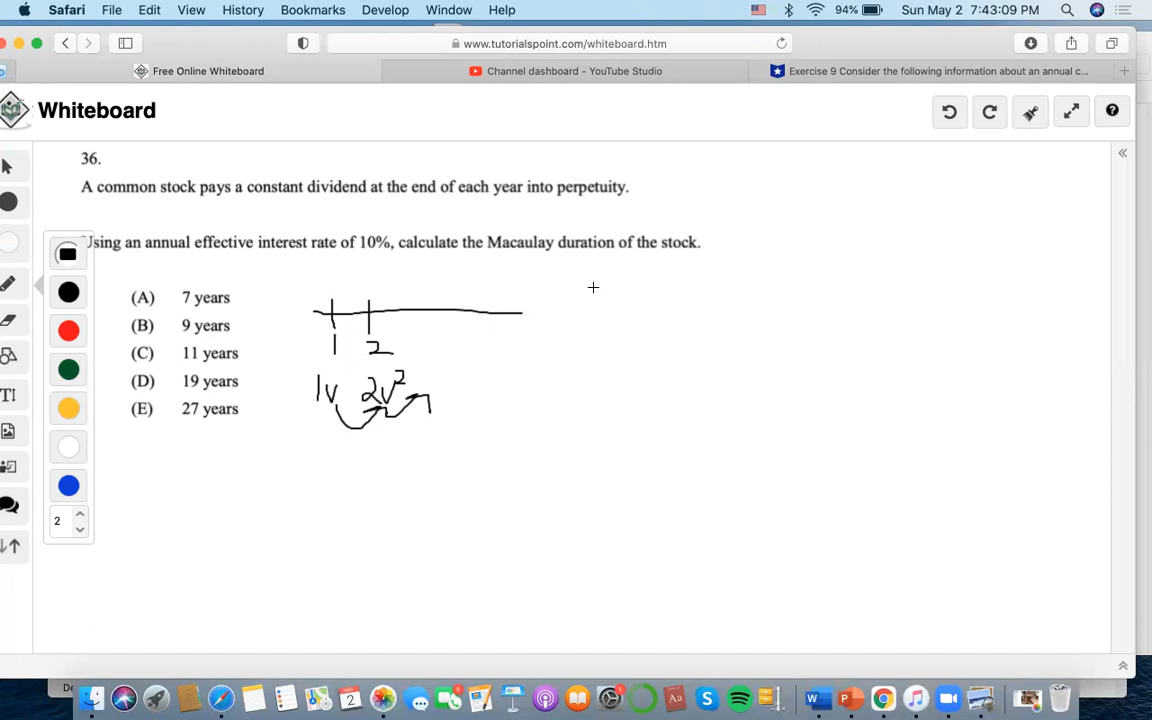 Safari File Edit View History Bookmarks Develop Window Help 94% Sun May 2 7:43:09 PM
www.tutorialspoint.com/whiteboard.htm
Free Online Whiteboard Channel dashboard - YouTube Studio Exercise 9 Consider the following information about an annual c...
Whiteboard
36.
A common stock pays a constant dividend at the end of each year into perpetuity.
Using an annual effective interest rate of 10%, calculate the Macaulay duration of the stock.
(A) 7 years
(B) 9 years
(C) 11 years
(D) 19 years
(E) 27 years
1 2
1v 2v²
2